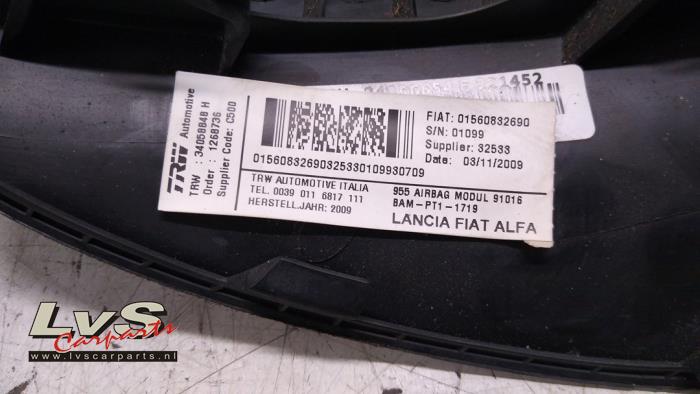 TRW Automotive
TRW : 34058848 H
Order : 1268736
Supplier Code: C500
FIAT: 01560832690
S/N: 01099
Supplier: 32533
Date: 03/11/2009
01560832690325330109930709
TRW AUTOMOTIVE ITALIA
TEL. 0039 011 6817 111
HERSTELL.JAHR: 2009
955 AIRBAG MODUL 91016
BAM-PT1-1719
LANCIA FIAT ALFA
LvS
Carparts
www.lvscarparts.nl